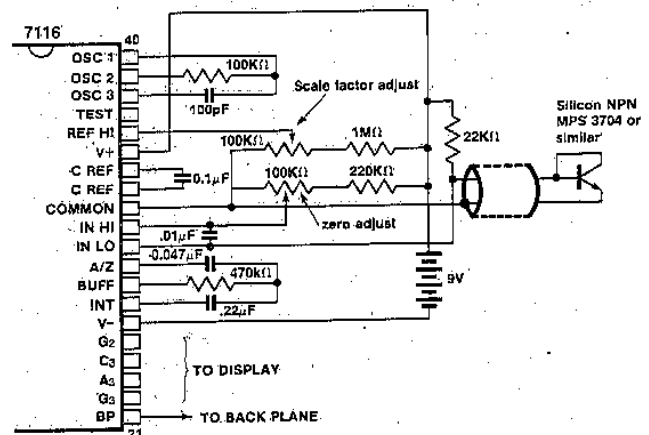 7116
40
OSC 1
OSC 2
OSC 3
TEST
REF HI
V+
C REF
C REF
COMMON
IN HI
IN LO
A/Z
BUFF
INT
V-
G2
C3
A3
G3
BP
21
100KΩ
100pF
Scale factor adjust
100KΩ
1MΩ
0.1µF
100KΩ
220KΩ
zero adjust
.01µF
0.047µF
470kΩ
.22µF
22KΩ
Silicon NPN
MPS 3704 or
similar
9V
TO DISPLAY
TO BACK PLANE